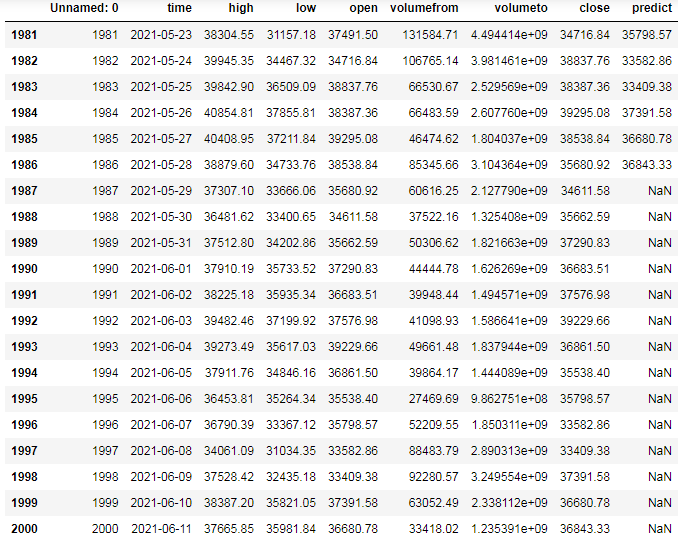 Unnamed: 0 time high low open volumefrom volumeto close predict
1981 1981 2021-05-23 38304.55 31157.18 37491.50 131584.71 4.494414e+09 34716.84 35798.57
1982 1982 2021-05-24 39945.35 34467.32 34716.84 106765.14 3.981461e+09 38837.76 33582.86
1983 1983 2021-05-25 39842.90 36509.09 38837.76 66530.67 2.529569e+09 38387.36 33409.38
1984 1984 2021-05-26 40854.81 37855.81 38387.36 66483.59 2.607760e+09 39295.08 37391.58
1985 1985 2021-05-27 40408.95 37211.84 39295.08 46474.62 1.804037e+09 38538.84 36680.78
1986 1986 2021-05-28 38879.60 34733.76 38538.84 85345.66 3.104364e+09 35680.92 36843.33
1987 1987 2021-05-29 37307.10 33666.06 35680.92 60616.25 2.127790e+09 34611.58 NaN
1988 1988 2021-05-30 36481.62 33400.65 34611.58 37522.16 1.325408e+09 35662.59 NaN
1989 1989 2021-05-31 37512.80 34202.86 35662.59 50306.62 1.821663e+09 37290.83 NaN
1990 1990 2021-06-01 37910.19 35733.52 37290.83 44444.78 1.626269e+09 36683.51 NaN
1991 1991 2021-06-02 38225.18 35935.34 36683.51 39948.44 1.494571e+09 37576.98 NaN
1992 1992 2021-06-03 39482.46 37199.92 37576.98 41098.93 1.586641e+09 39229.66 NaN
1993 1993 2021-06-04 39273.49 35617.03 39229.66 49661.48 1.837944e+09 36861.50 NaN
1994 1994 2021-06-05 37911.76 34846.16 36861.50 39864.17 1.444089e+09 35538.40 NaN
1995 1995 2021-06-06 36453.81 35264.34 35538.40 27469.69 9.862751e+08 35798.57 NaN
1996 1996 2021-06-07 36790.39 33367.12 35798.57 52209.55 1.850311e+09 33582.86 NaN
1997 1997 2021-06-08 34061.09 31034.35 33582.86 88483.79 2.890313e+09 33409.38 NaN
1998 1998 2021-06-09 37528.42 32435.18 33409.38 92280.57 3.249554e+09 37391.58 NaN
1999 1999 2021-06-10 38387.20 35821.05 37391.58 63052.49 2.338112e+09 36680.78 NaN
2000 2000 2021-06-11 37665.85 35981.84 36680.78 33418.02 1.235391e+09 36843.33 NaN